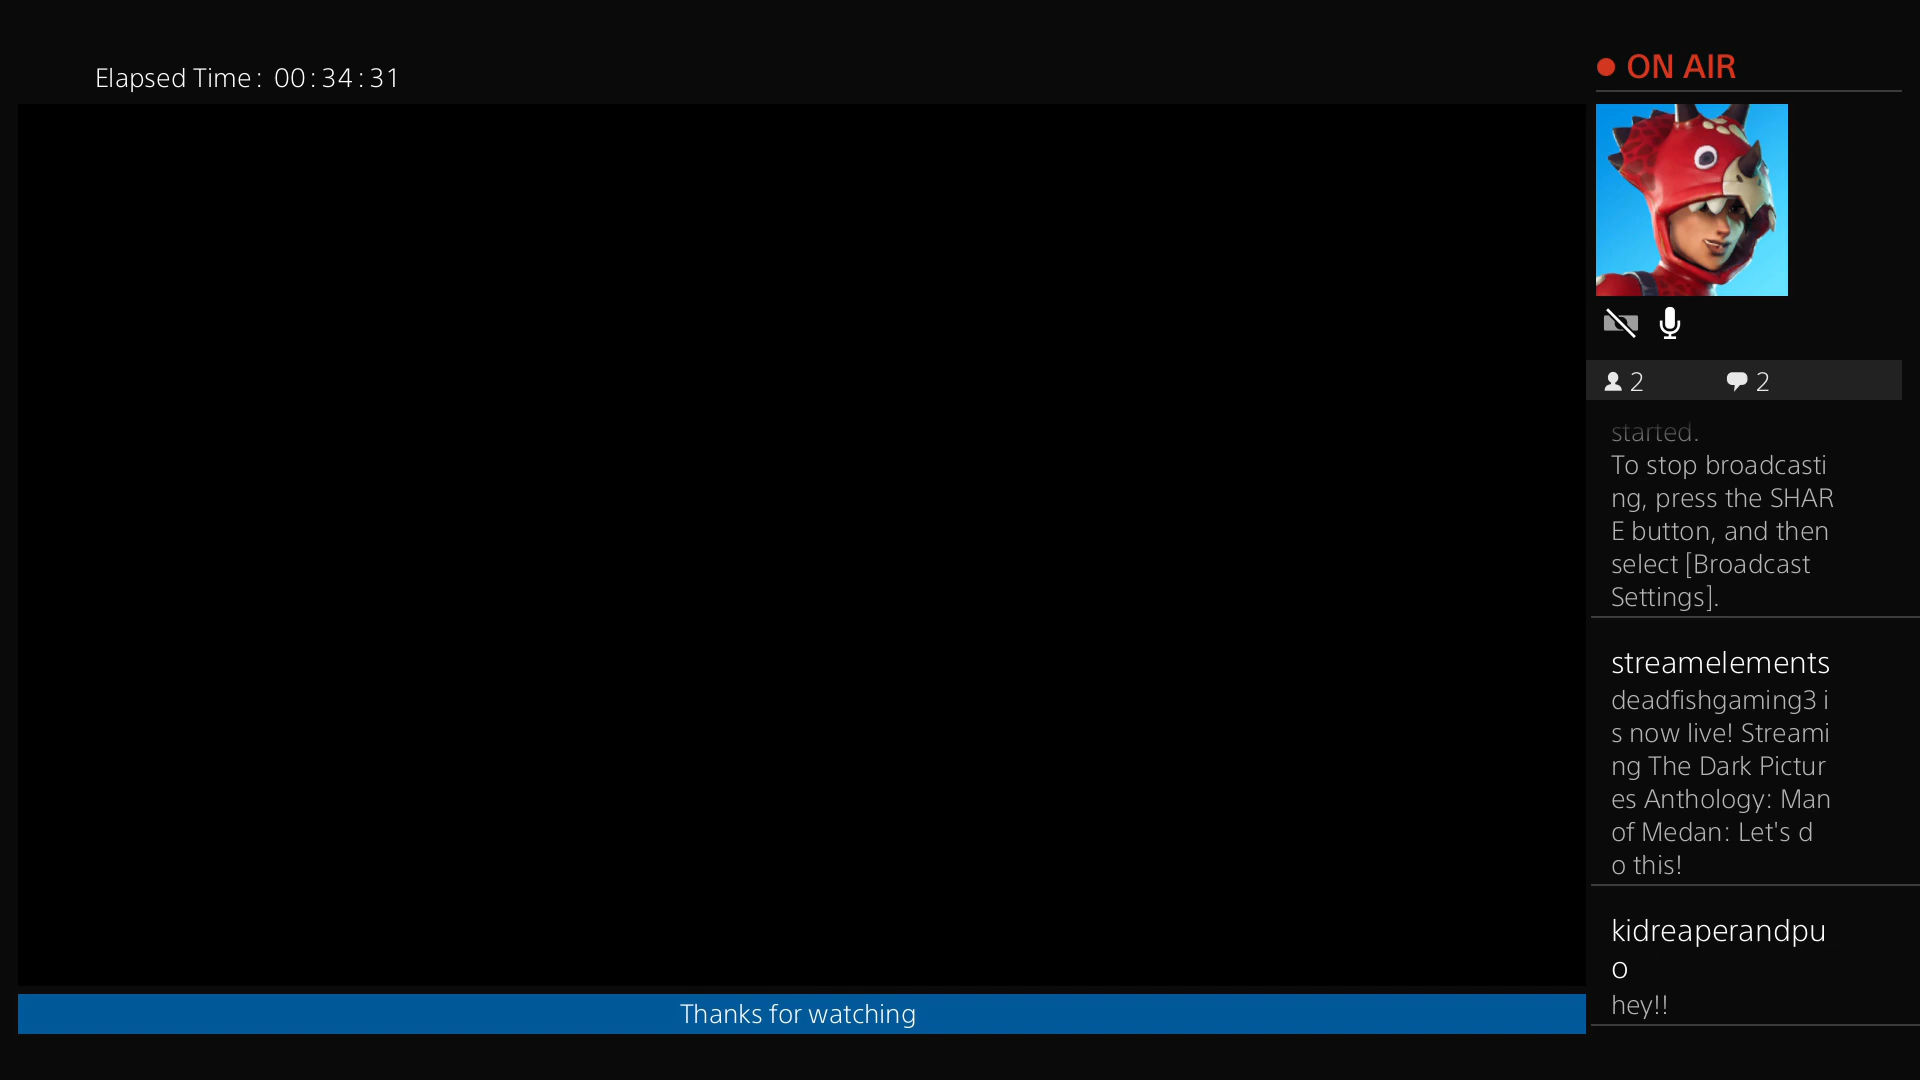 Elapsed Time: 00:34:31
ON AIR
2 2
started.
To stop broadcasti
ng, press the SHAR
E button, and then
select [Broadcast
Settings].
streamelements
deadfishgaming3 i
s now live! Streami
ng The Dark Pictur
es Anthology: Man
of Medan: Let's d
o this!
kidreaperandpu
o
hey!!
Thanks for watching